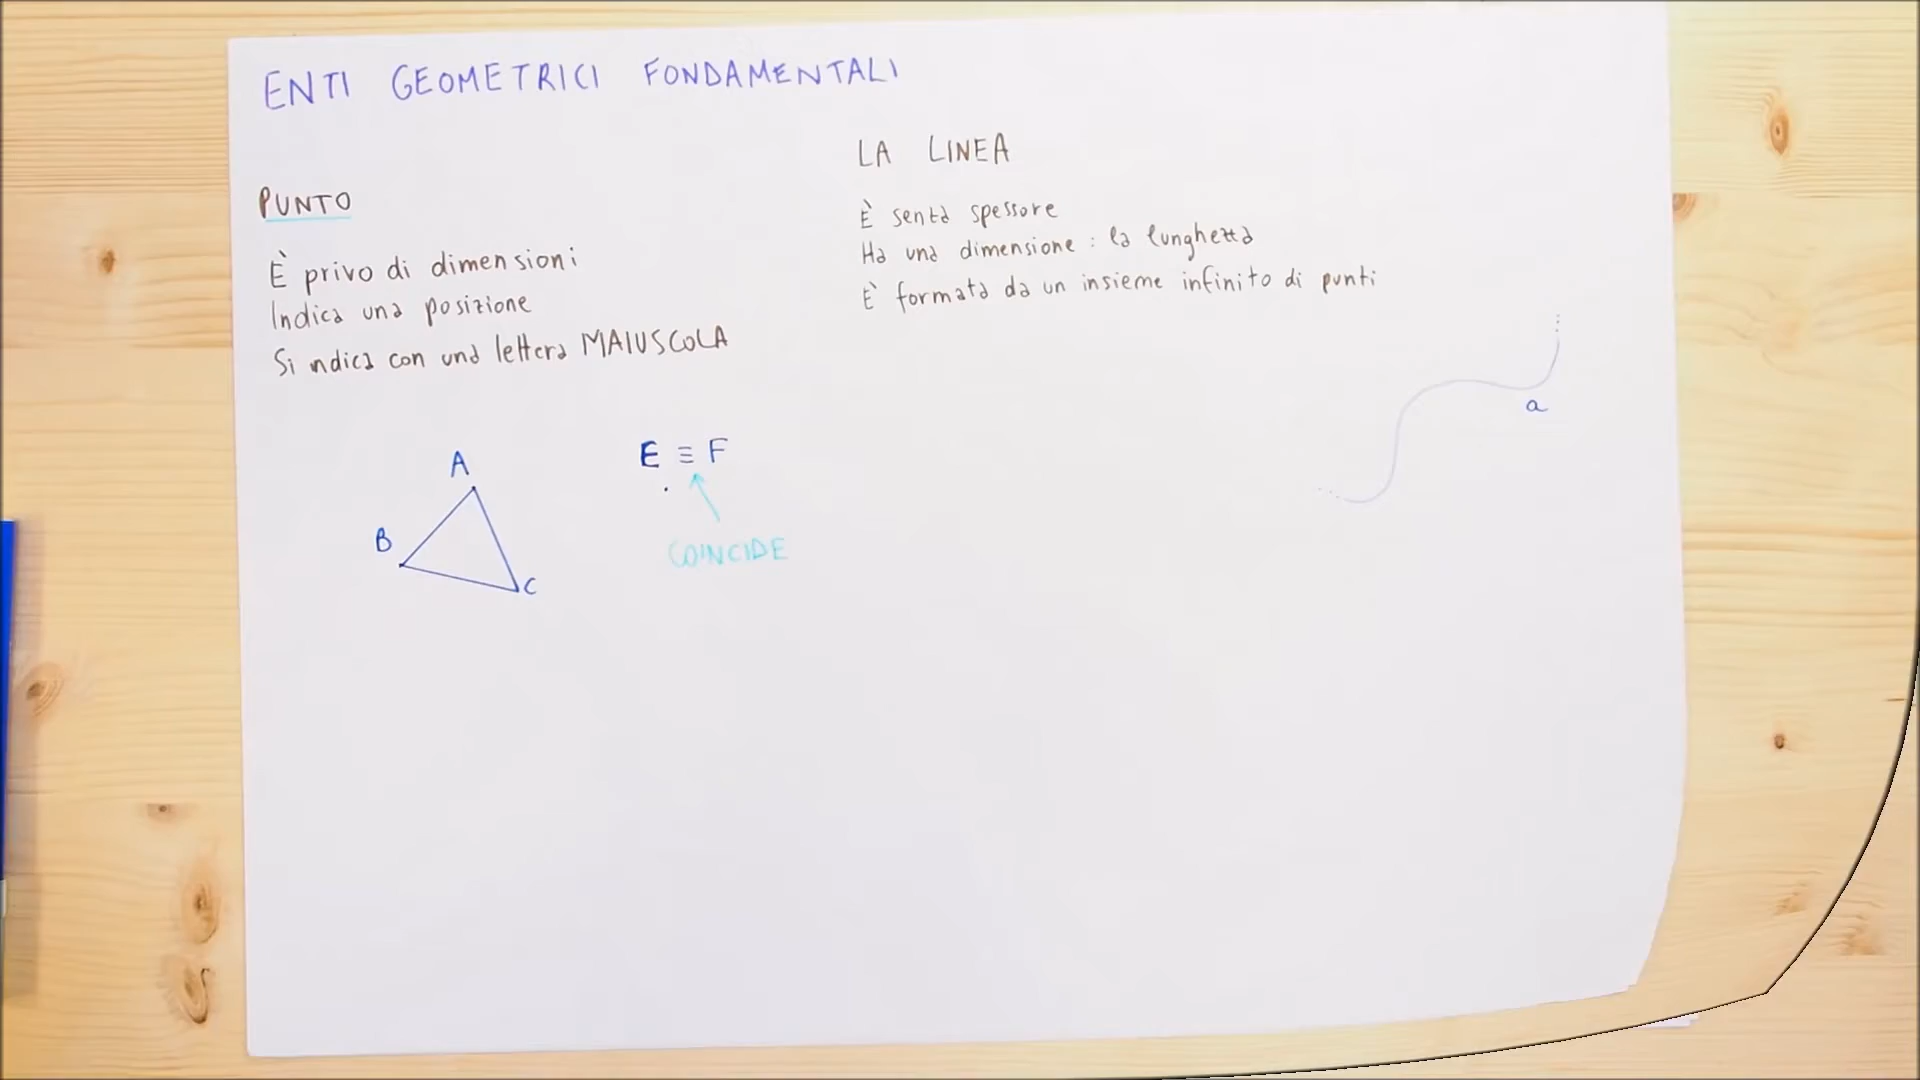 ENTI GEOMETRICI FONDAMENTALI
PUNTO
È privo di dimensioni
Indica una posizione
Si indica con una lettera MAIUSCOLA
A
B
C
E ≡ F
COINCIDE
LA LINEA
È senza spessore
Ha una dimensione : la lunghezza
E' formata da un insieme infinito di punti
a